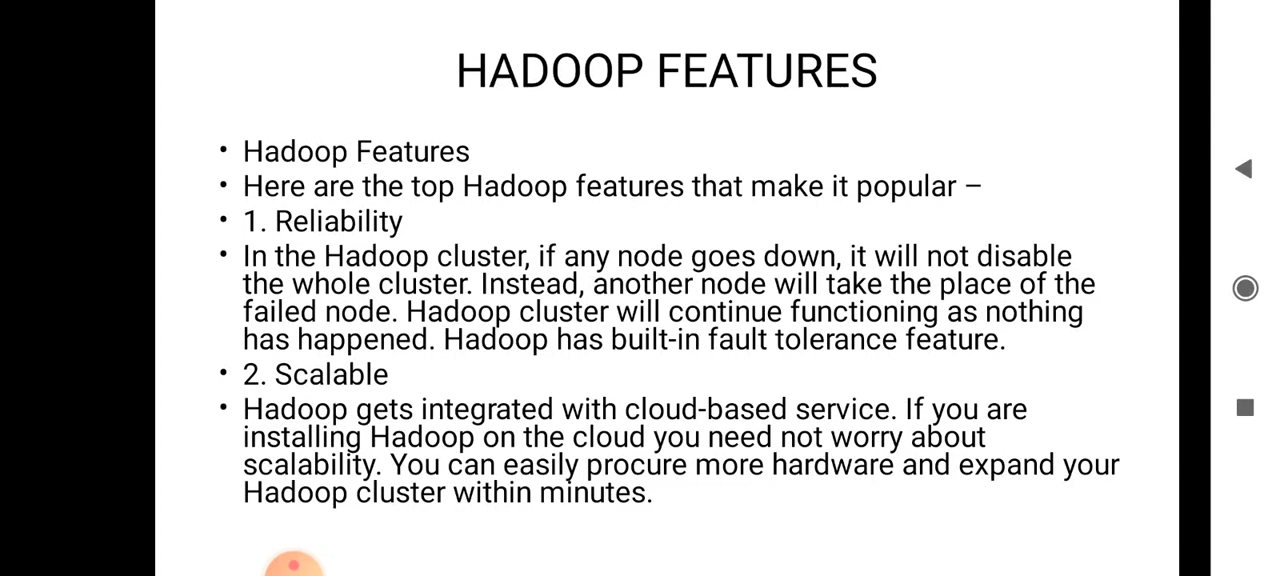 HADOOP FEATURES
• Hadoop Features
• Here are the top Hadoop features that make it popular –
• 1. Reliability
• In the Hadoop cluster, if any node goes down, it will not disable
the whole cluster. Instead, another node will take the place of the
failed node. Hadoop cluster will continue functioning as nothing
has happened. Hadoop has built-in fault tolerance feature.
• 2. Scalable
• Hadoop gets integrated with cloud-based service. If you are
installing Hadoop on the cloud you need not worry about
scalability. You can easily procure more hardware and expand your
Hadoop cluster within minutes.